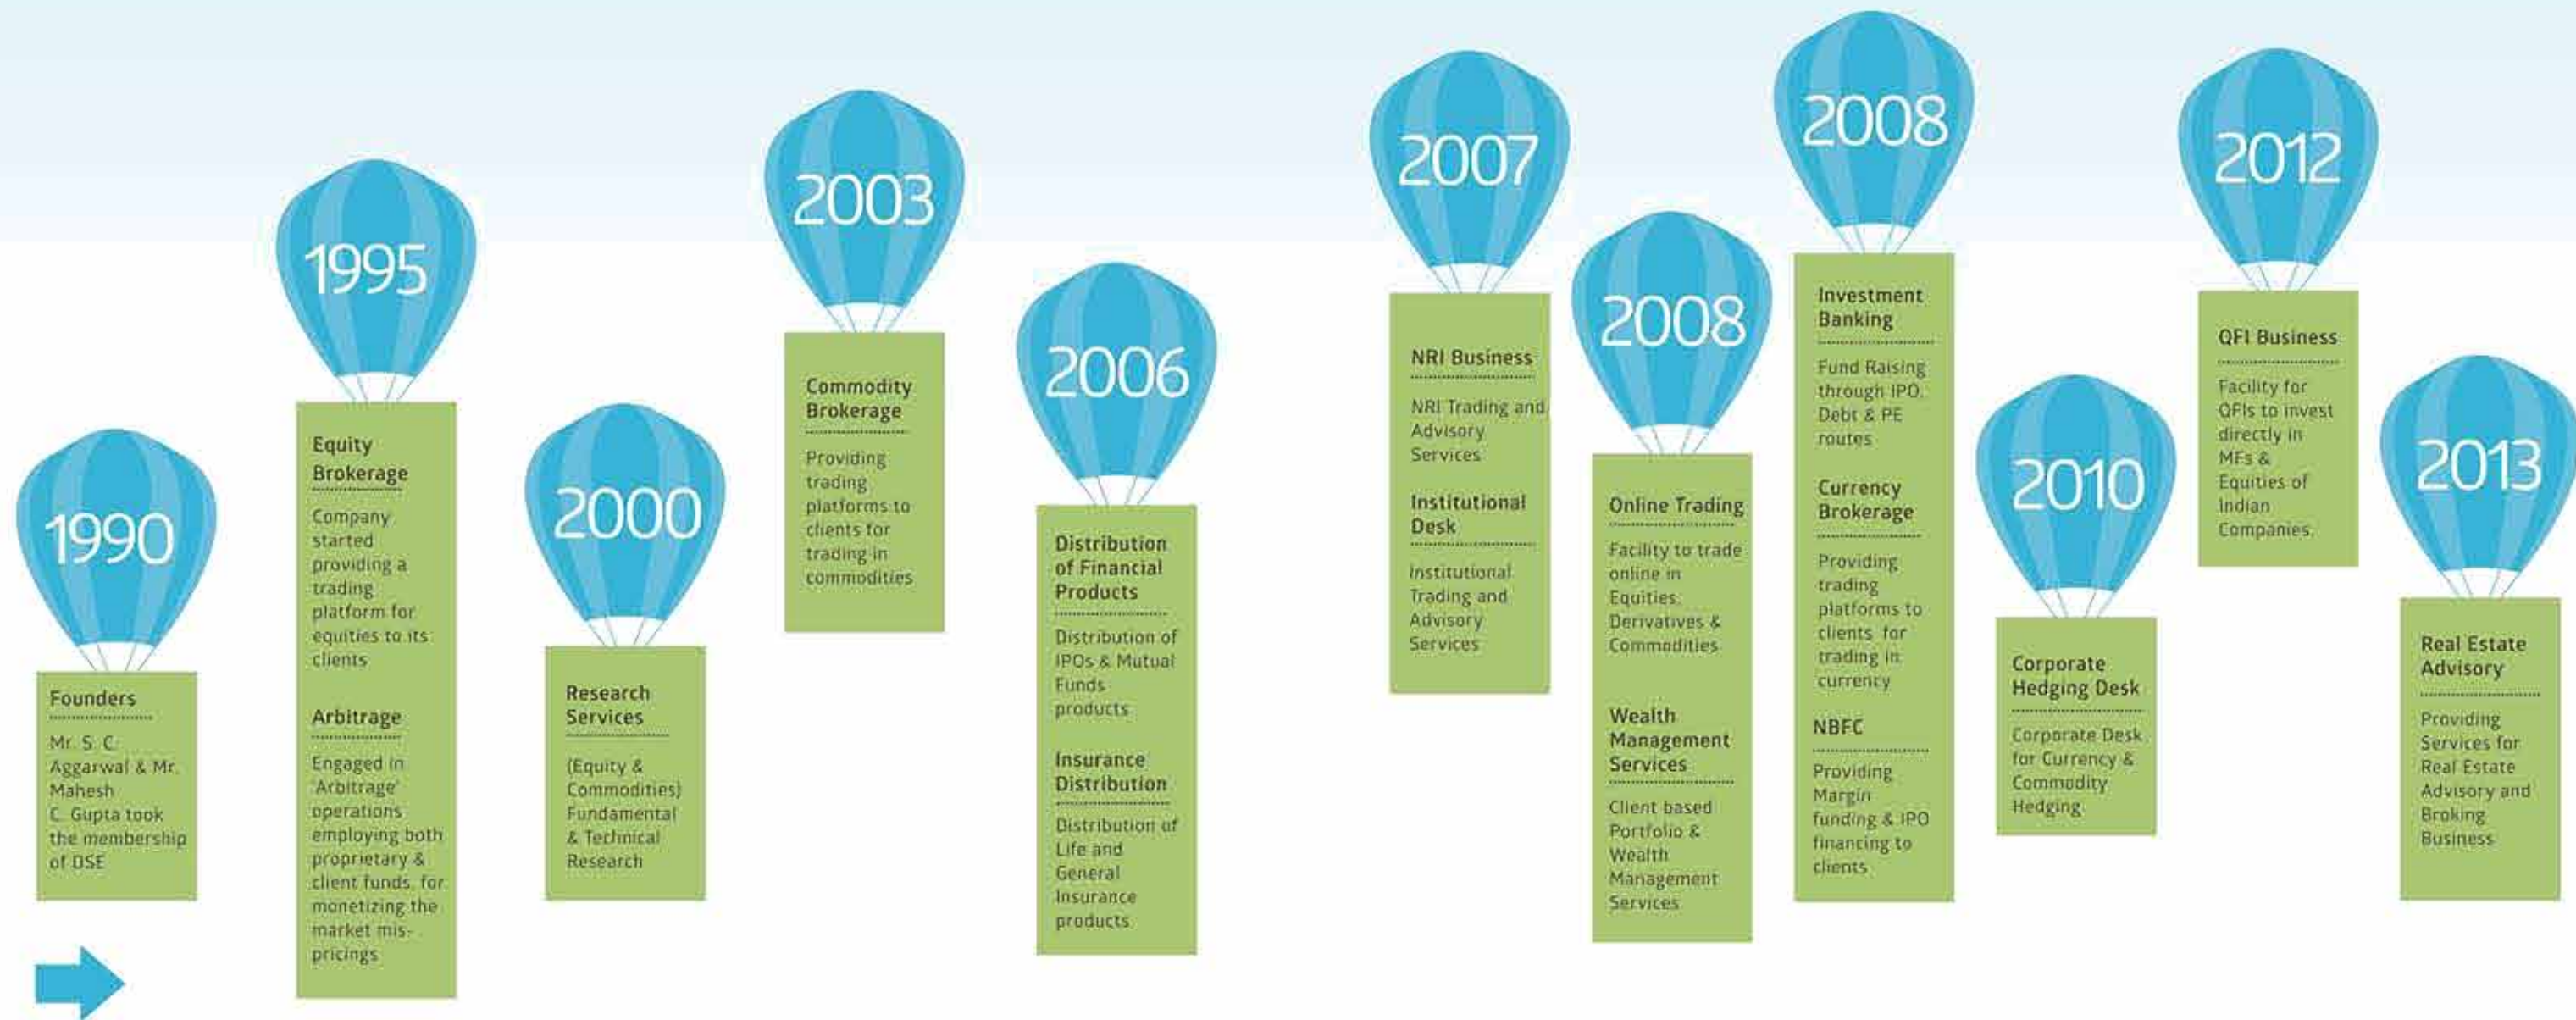 1990
Founders
Mr. S. C.
Aggarwal & Mr.
Mahesh
C. Gupta took
the membership
of DSE
1995
Equity
Brokerage
Company
started
providing a
trading
platform for
equities to its
clients
Arbitrage
Engaged in
'Arbitrage'
operations
employing both
proprietary &
client funds, for
monetizing the
market mis-
pricings
2000
Research
Services
(Equity &
Commodities)
Fundamental
& Technical
Research
2003
Commodity
Brokerage
Providing
trading
platforms to
clients for
trading in
commodities
2006
Distribution
of Financial
Products
Distribution of
IPOs & Mutual
Funds
products
Insurance
Distribution
Distribution of
Life and
General
Insurance
products
2007
NRI Business
NRI Trading and
Advisory
Services
Institutional
Desk
Institutional
Trading and
Advisory
Services
2008
Online Trading
Facility to trade
online in
Equities,
Derivatives &
Commodities
Wealth
Management
Services
Client based
Portfolio &
Wealth
Management
Services
2008
Investment
Banking
Fund Raising
through IPO,
Debt & PE
routes
Currency
Brokerage
Providing
trading
platforms to
clients for
trading in
currency
NBFC
Providing
Margin
funding & IPO
financing to
clients
2010
Corporate
Hedging Desk
Corporate Desk
for Currency &
Commodity
Hedging
2012
QFI Business
Facility for
QFIs to invest
directly in
MFs &
Equities of
Indian
Companies.
2013
Real Estate
Advisory
Providing
Services for
Real Estate
Advisory and
Broking
Business